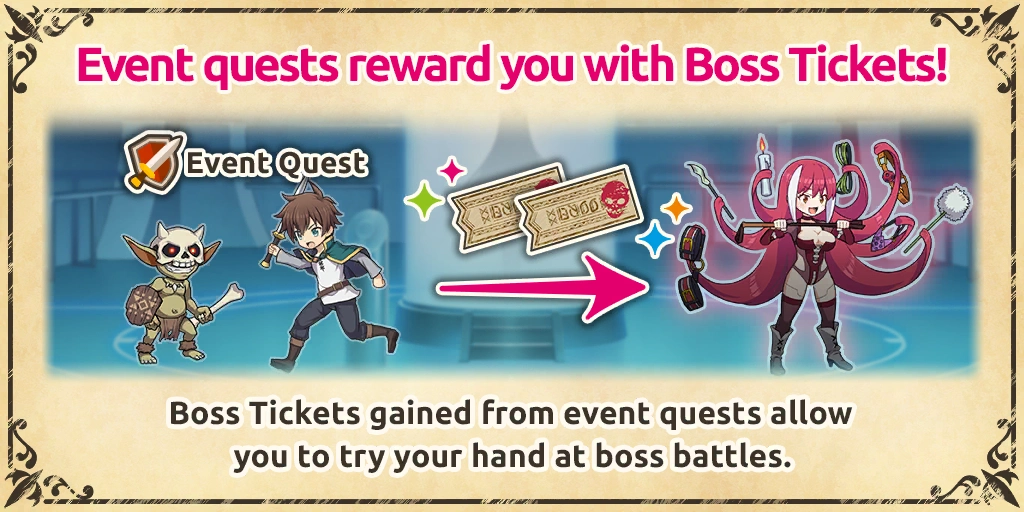 Event quests reward you with Boss Tickets!
Event Quest
Boss Tickets gained from event quests allow
you to try your hand at boss battles.